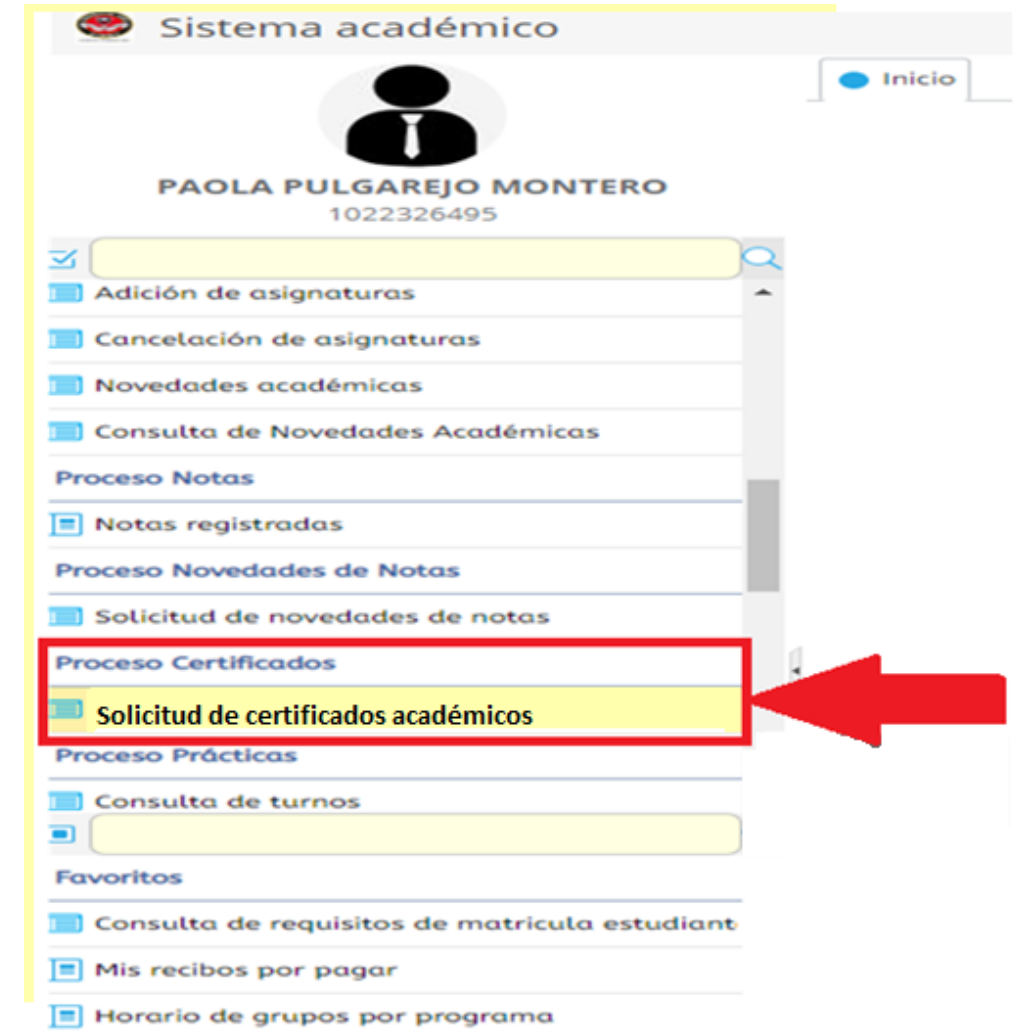 Sistema académico
Inicio
PAOLA PULGAREJO MONTERO
1022326495
Adición de asignaturas
Cancelación de asignaturas
Novedades académicas
Consulta de Novedades Académicas
Proceso Notas
Notas registradas
Proceso Novedades de Notas
Solicitud de novedades de notas
Proceso Certificados
Solicitud de certificados académicos
Proceso Prácticas
Consulta de turnos
Favoritos
Consulta de requisitos de matricula estudiant
Mis recibos por pagar
Horario de grupos por programa